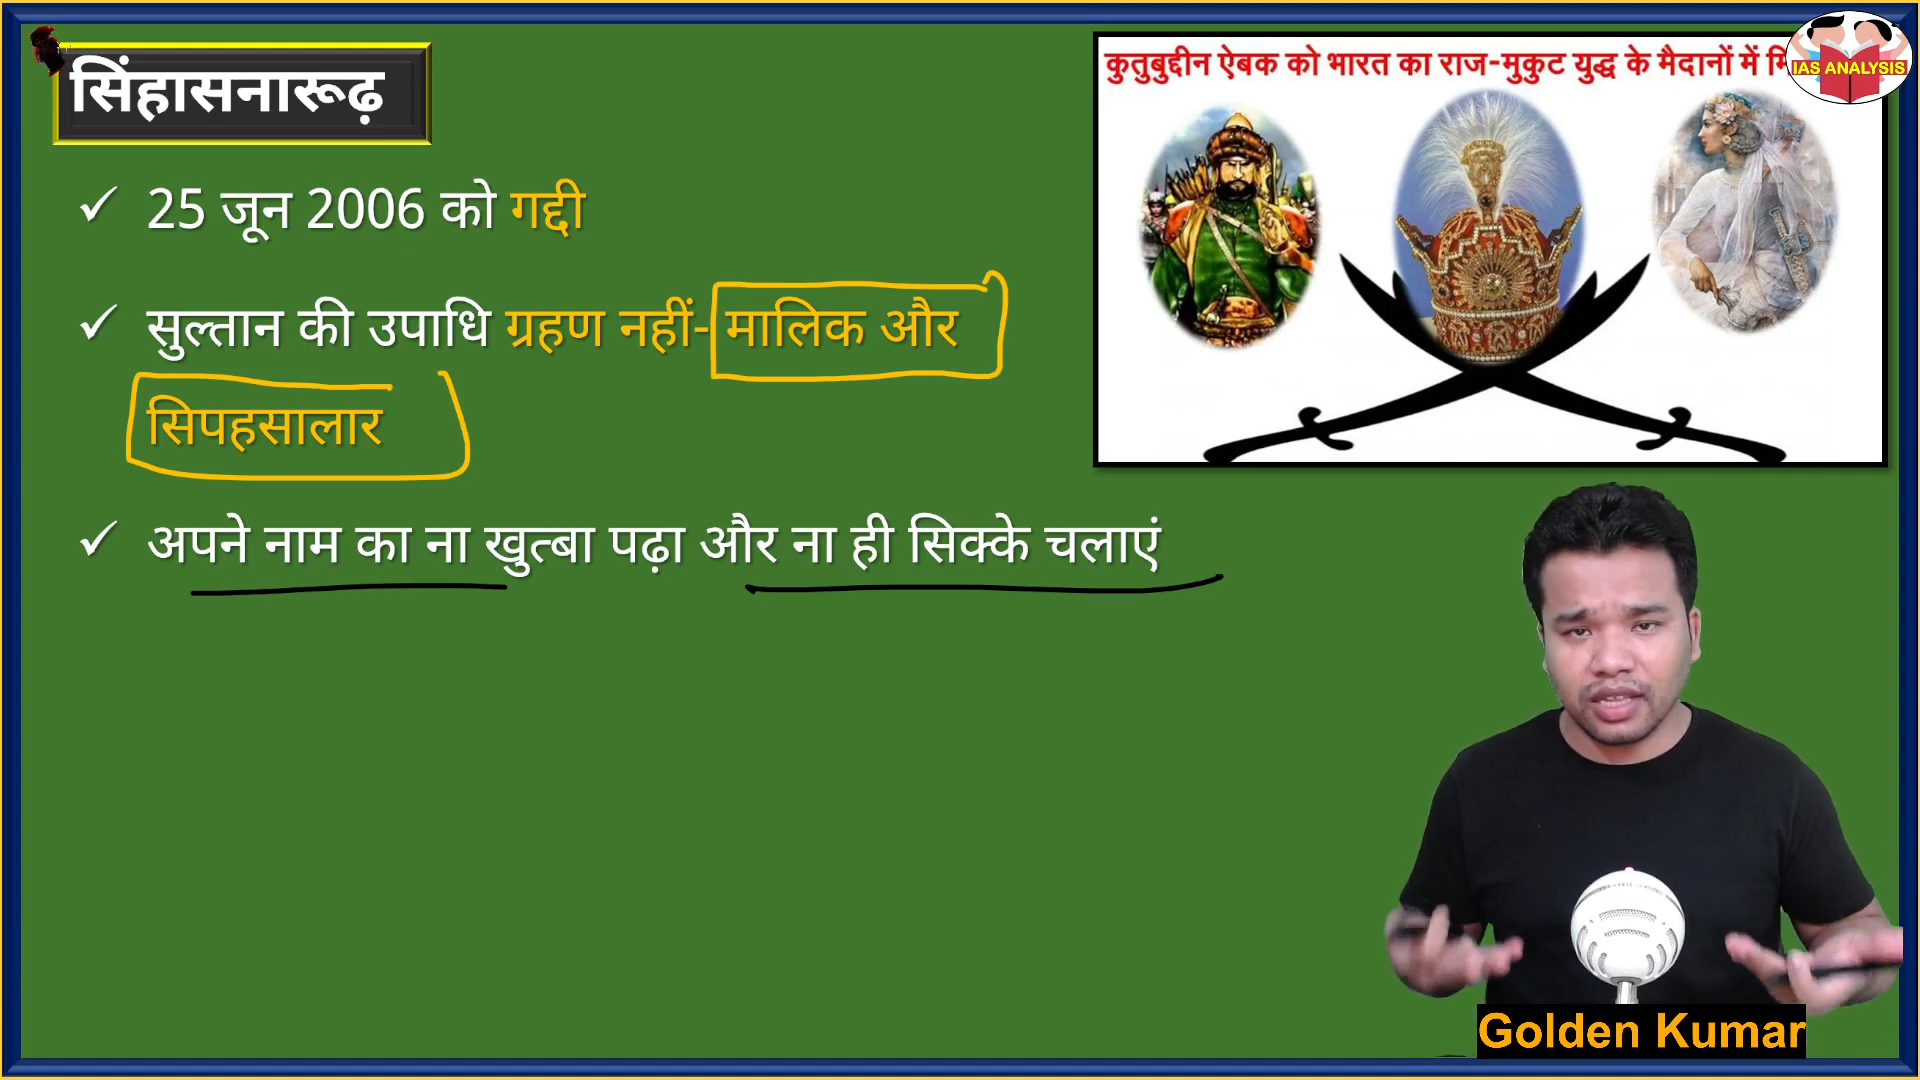 सिंहासनारूढ़
25 जून 2006 को गद्दी
सुल्तान की उपाधि ग्रहण नहीं- मालिक और
सिपहसालार
अपने नाम का ना खुत्बा पढ़ा और ना ही सिक्के चलाएं
कुतुबुद्दीन ऐबक को भारत का राज-मुकुट युद्ध के मैदानों में
IAS ANALYSIS
Golden Kumar